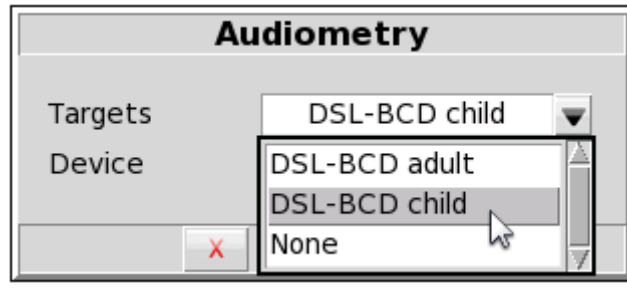 Audiometry
Targets DSL-BCD child
Device DSL-BCD adult
DSL-BCD child
X None